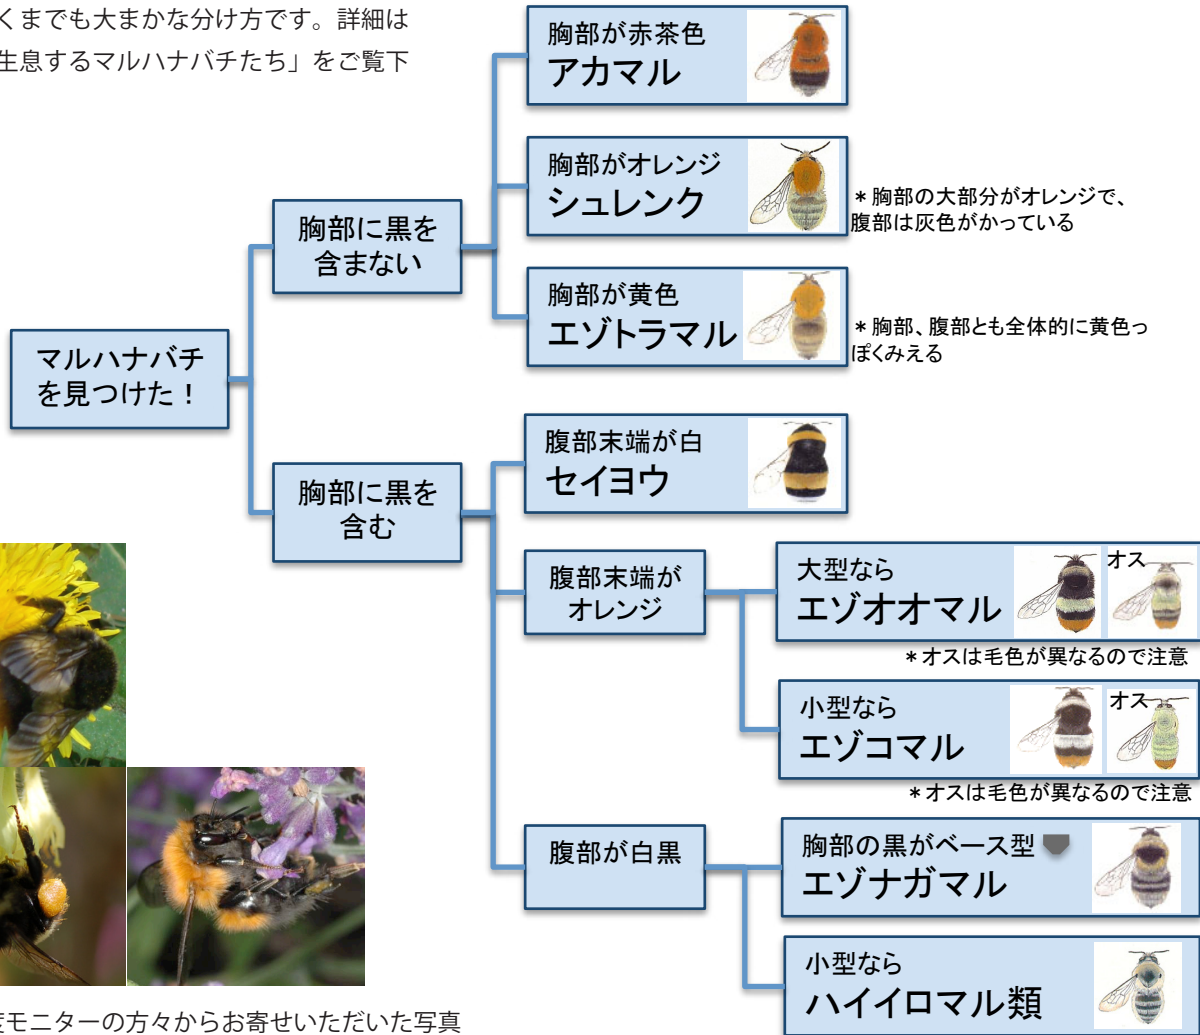 くまでも大まかな分け方です。詳細は
生息するマルハナバチたち」をご覧下
マルハナバチ
を見つけた！
胸部に黒を
含まない
胸部が赤茶色
アカマル
胸部がオレンジ
シュレンク
＊胸部の大部分がオレンジで、
腹部は灰色がかっている
胸部が黄色
エゾトラマル
＊胸部、腹部とも全体的に黄色っ
ぽくみえる
胸部に黒を
含む
腹部末端が白
セイヨウ
腹部末端が
オレンジ
大型なら
エゾオオマル
オス
＊オスは毛色が異なるので注意
小型なら
エゾコマル
オス
＊オスは毛色が異なるので注意
腹部が白黒
胸部の黒がベース型
エゾナガマル
小型なら
ハイイロマル類
度モニターの方々からお寄せいただいた写真